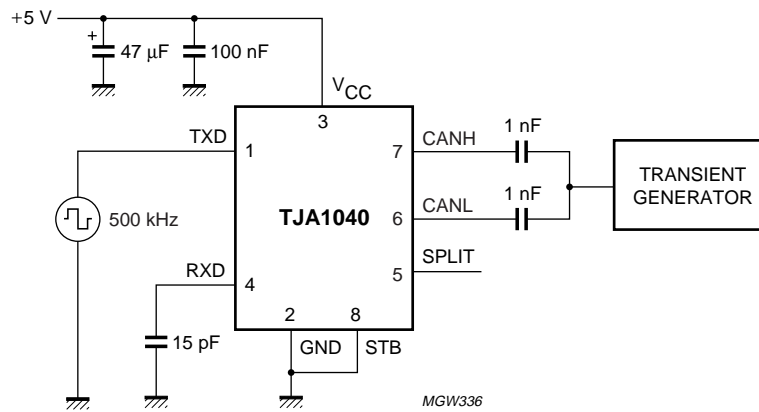 +5 V
+
47 μF
100 nF
VCC
3
TXD
1
7
CANH
1 nF
TRANSIENT
GENERATOR
1 nF
500 kHz
TJA1040
6
CANL
5
SPLIT
RXD
4
2
8
15 pF
GND
STB
MGW336